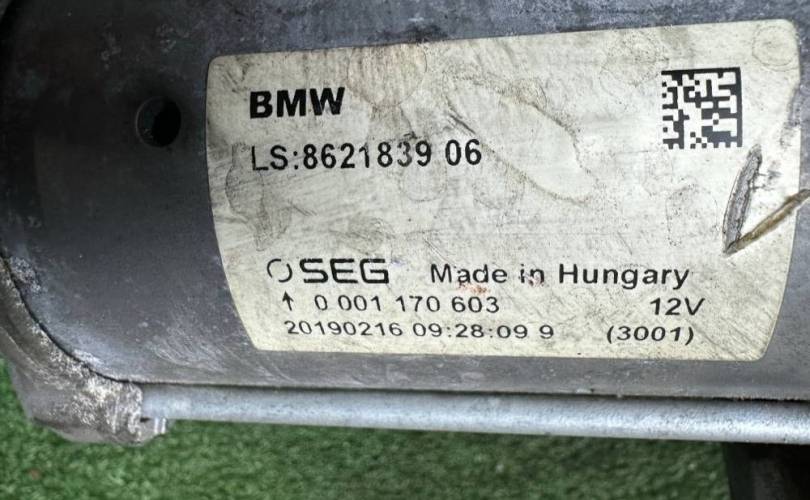 BMW
LS:8621839 06
SEG Made in Hungary
↑ 0 001 170 603 12V
20190216 09:28:09 9 (3001)